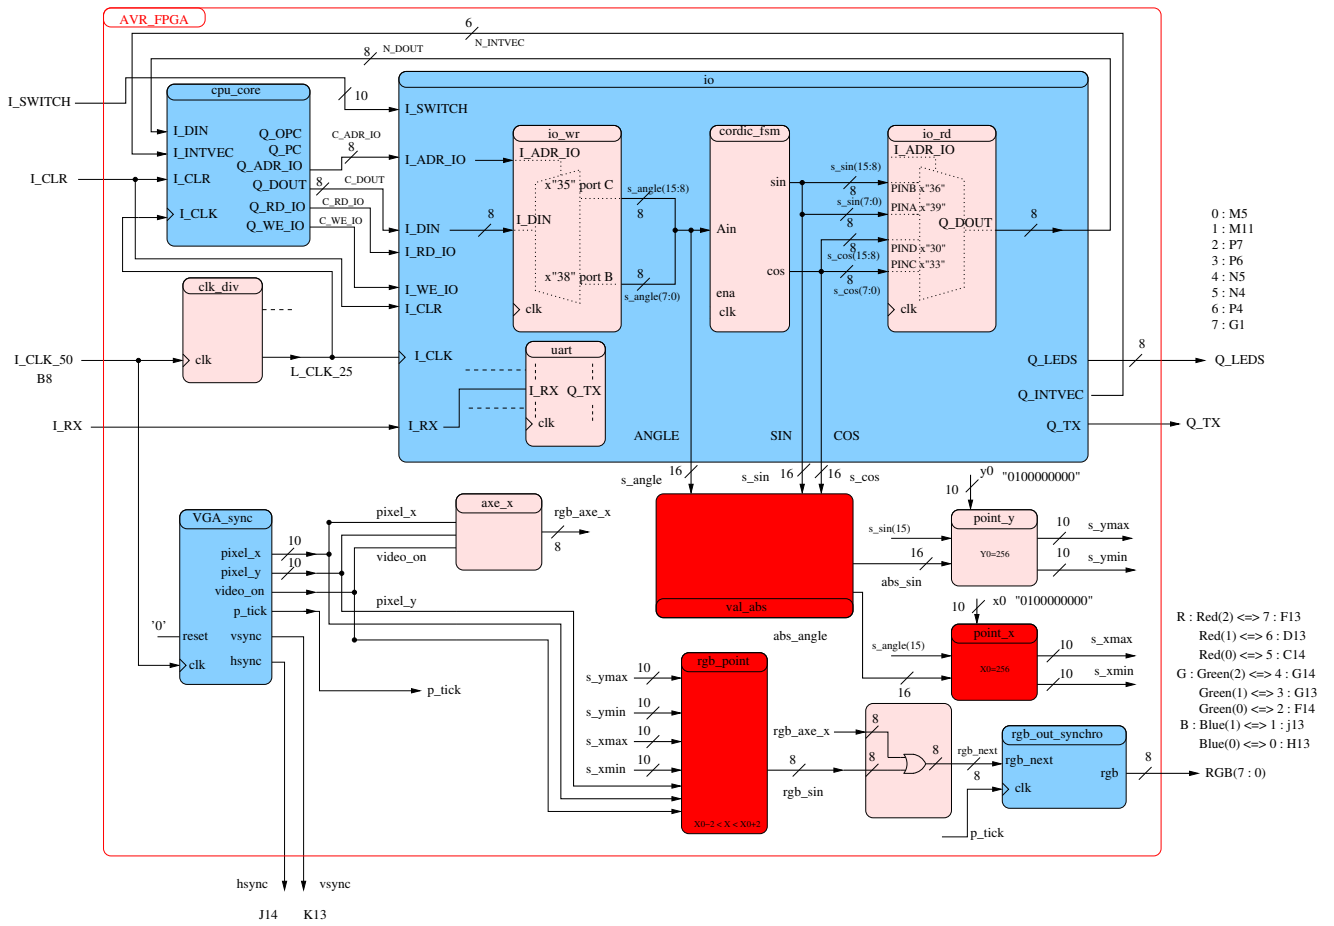 AVR_FPGA
6
N_INTVEC
8
N_DOUT
I_SWITCH
10
cpu_core
I_DIN
I_INTVEC
I_CLR
I_CLK
Q_OPC
Q_PC
Q_ADR_IO
Q_DOUT
Q_RD_IO
Q_WE_IO
C_ADR_IO
8
8
C_DOUT
C_RD_IO
C_WE_IO
I_CLR
io
I_SWITCH
I_ADR_IO
I_DIN
I_RD_IO
I_WE_IO
I_CLR
I_CLK
I_RX
8
io_wr
I_ADR_IO
x"35" port C
I_DIN
x"38" port B
clk
s_angle(15:8)
8
8
s_angle(7:0)
cordic_fsm
sin
Ain
cos
ena
clk
s_sin(15:8)
8
s_sin(7:0)
8
8
s_cos(15:8)
8
s_cos(7:0)
io_rd
I_ADR_IO
PINB x"36"
PINA x"39"
Q_DOUT
PIND x"30"
PINC x"33"
clk
8
0 : M5
1 : M11
2 : P7
3 : P6
4 : N5
5 : N4
6 : P4
7 : G1
clk_div
clk
I_CLK_50
B8
L_CLK_25
uart
I_RX
Q_TX
clk
Q_LEDS
8
Q_LEDS
Q_INTVEC
Q_TX
Q_TX
I_RX
ANGLE
SIN
COS
s_angle
16
s_sin
16
16
s_cos
val_abs
y0
"0100000000"
10
s_sin(15)
16
abs_sin
point_y
Y0=256
10
s_ymax
10
s_ymin
x0
"0100000000"
10
abs_angle
s_angle(15)
16
point_x
X0=256
10
s_xmax
10
s_xmin
VGA_sync
pixel_x
pixel_y
video_on
p_tick
vsync
hsync
reset
clk
'0'
10
10
pixel_x
video_on
pixel_y
p_tick
axe_x
rgb_axe_x
8
rgb_point
s_ymax
10
s_ymin
10
s_xmax
10
s_xmin
10
X0-2 < X < X0+2
8
rgb_sin
rgb_axe_x
8
8
8
rgb_next
8
rgb_out_synchro
rgb_next
clk
rgb
8
RGB(7 : 0)
p_tick
R : Red(2) <=> 7 : F13
Red(1) <=> 6 : D13
Red(0) <=> 5 : C14
G : Green(2) <=> 4 : G14
Green(1) <=> 3 : G13
Green(0) <=> 2 : F14
B : Blue(1) <=> 1 : j13
Blue(0) <=> 0 : H13
hsync
vsync
J14
K13